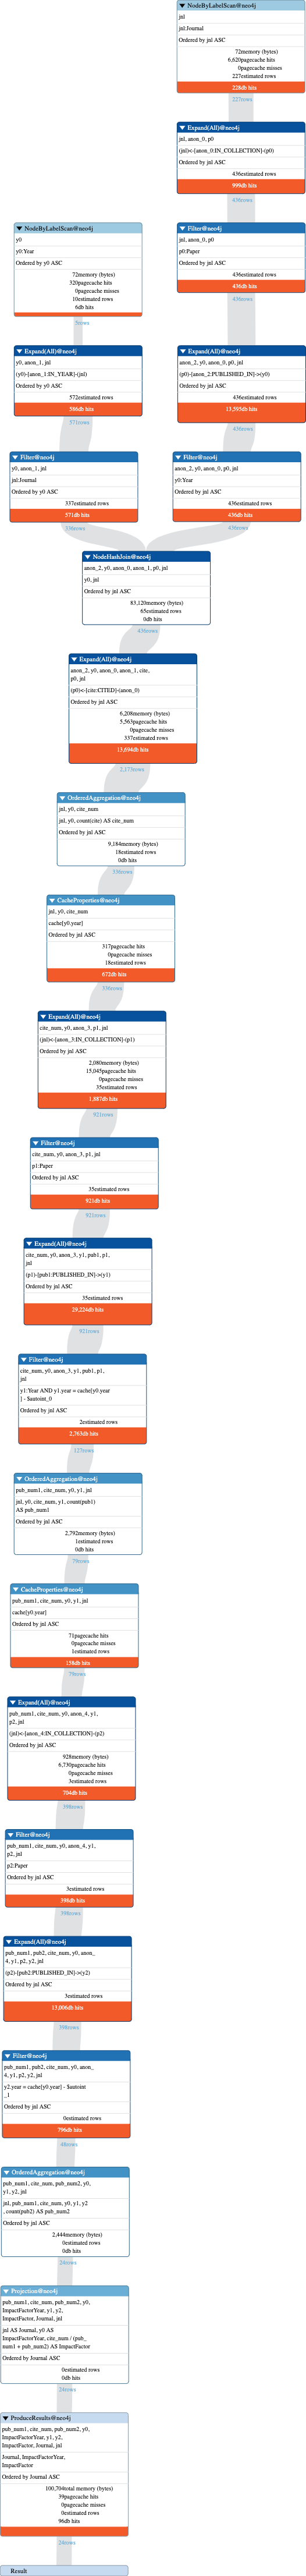 NodeByLabelScan@neo4j
jnl
jnl:Journal
Ordered by jnl ASC
72memory (bytes)
6,620pagecache hits
0pagecache misses
227estimated rows
228db hits
227rows
Expand(All)@neo4j
jnl, anon_0, p0
(jnl)<-[anon_0:IN_COLLECTION]-(p0)
Ordered by jnl ASC
436estimated rows
999db hits
436rows
Filter@neo4j
jnl, anon_0, p0
p0:Paper
Ordered by jnl ASC
436estimated rows
436db hits
436rows
NodeByLabelScan@neo4j
y0
y0:Year
Ordered by y0 ASC
72memory (bytes)
320pagecache hits
0pagecache misses
10estimated rows
6db hits
5rows
Expand(All)@neo4j
y0, anon_1, jnl
(y0)<-[anon_1:IN_YEAR]-(jnl)
Ordered by y0 ASC
572estimated rows
586db hits
571rows
Expand(All)@neo4j
anon_2, y0, anon_0, p0, jnl
(p0)-[anon_2:PUBLISHED_IN]->(y0)
Ordered by jnl ASC
436estimated rows
13,595db hits
436rows
Filter@neo4j
y0, anon_1, jnl
jnl:Journal
Ordered by y0 ASC
337estimated rows
571db hits
336rows
Filter@neo4j
anon_2, y0, anon_0, p0, jnl
y0:Year
Ordered by jnl ASC
436estimated rows
436db hits
436rows
NodeHashJoin@neo4j
anon_2, y0, anon_0, anon_1, p0, jnl
y0, jnl
Ordered by jnl ASC
83,120memory (bytes)
65estimated rows
0db hits
436rows
Expand(All)@neo4j
anon_2, y0, anon_0, anon_1, cite,
p0, jnl
(p0)<-[cite:CITED]-(anon_0)
Ordered by jnl ASC
6,208memory (bytes)
5,563pagecache hits
0pagecache misses
337estimated rows
13,694db hits
2,173rows
OrderedAggregation@neo4j
jnl, y0, cite_num
jnl, y0, count(cite) AS cite_num
Ordered by jnl ASC
9,184memory (bytes)
18estimated rows
0db hits
336rows
CacheProperties@neo4j
jnl, y0, cite_num
cache[y0.year]
Ordered by jnl ASC
317pagecache hits
0pagecache misses
18estimated rows
672db hits
336rows
Expand(All)@neo4j
cite_num, y0, anon_3, p1, jnl
(jnl)<-[anon_3:IN_COLLECTION]-(p1)
Ordered by jnl ASC
2,080memory (bytes)
15,045pagecache hits
0pagecache misses
35estimated rows
1,887db hits
921rows
Filter@neo4j
cite_num, y0, anon_3, p1, jnl
p1:Paper
Ordered by jnl ASC
35estimated rows
921db hits
921rows
Expand(All)@neo4j
cite_num, y0, anon_3, y1, pub1, p1,
jnl
(p1)-[pub1:PUBLISHED_IN]->(y1)
Ordered by jnl ASC
35estimated rows
29,224db hits
921rows
Filter@neo4j
cite_num, y0, anon_3, y1, pub1, p1,
jnl
y1:Year AND y1.year = cache[y0.year
] - $autoint_0
Ordered by jnl ASC
2estimated rows
2,763db hits
127rows
OrderedAggregation@neo4j
pub_num1, cite_num, y0, y1, jnl
jnl, y0, cite_num, y1, count(pub1)
AS pub_num1
Ordered by jnl ASC
2,792memory (bytes)
1estimated rows
0db hits
79rows
CacheProperties@neo4j
pub_num1, cite_num, y0, y1, jnl
cache[y0.year]
Ordered by jnl ASC
71pagecache hits
0pagecache misses
1estimated rows
158db hits
79rows
Expand(All)@neo4j
pub_num1, cite_num, y0, anon_4, y1,
p2, jnl
(jnl)<-[anon_4:IN_COLLECTION]-(p2)
Ordered by jnl ASC
928memory (bytes)
6,730pagecache hits
0pagecache misses
3estimated rows
704db hits
398rows
Filter@neo4j
pub_num1, cite_num, y0, anon_4, y1,
p2, jnl
p2:Paper
Ordered by jnl ASC
3estimated rows
398db hits
398rows
Expand(All)@neo4j
pub_num1, pub2, cite_num, y0, anon_
4, y1, p2, y2, jnl
(p2)-[pub2:PUBLISHED_IN]->(y2)
Ordered by jnl ASC
3estimated rows
13,006db hits
398rows
Filter@neo4j
pub_num1, pub2, cite_num, y0, anon_
4, y1, p2, y2, jnl
y2.year = cache[y0.year] - $autoint
_1
Ordered by jnl ASC
0estimated rows
796db hits
48rows
OrderedAggregation@neo4j
pub_num1, cite_num, pub_num2, y0,
y1, y2, jnl
jnl, pub_num1, cite_num, y0, y1, y2
, count(pub2) AS pub_num2
Ordered by jnl ASC
2,444memory (bytes)
0estimated rows
0db hits
24rows
Projection@neo4j
pub_num1, cite_num, pub_num2, y0,
ImpactFactorYear, y1, y2,
ImpactFactor, Journal, jnl
jnl AS Journal, y0 AS
ImpactFactorYear, cite_num / (pub_
num1 + pub_num2) AS ImpactFactor
Ordered by Journal ASC
0estimated rows
0db hits
24rows
ProduceResults@neo4j
pub_num1, cite_num, pub_num2, y0,
ImpactFactorYear, y1, y2,
ImpactFactor, Journal, jnl
Journal, ImpactFactorYear,
ImpactFactor
Ordered by Journal ASC
100,704total memory (bytes)
39pagecache hits
0pagecache misses
0estimated rows
96db hits
24rows
Result